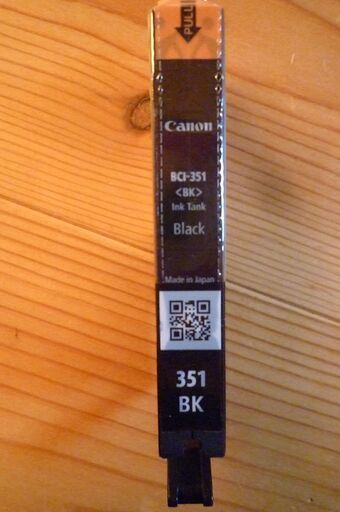 PULL
Canon
BCI-351
<BK>
Ink Tank
Black
Made in Japan
351
BK